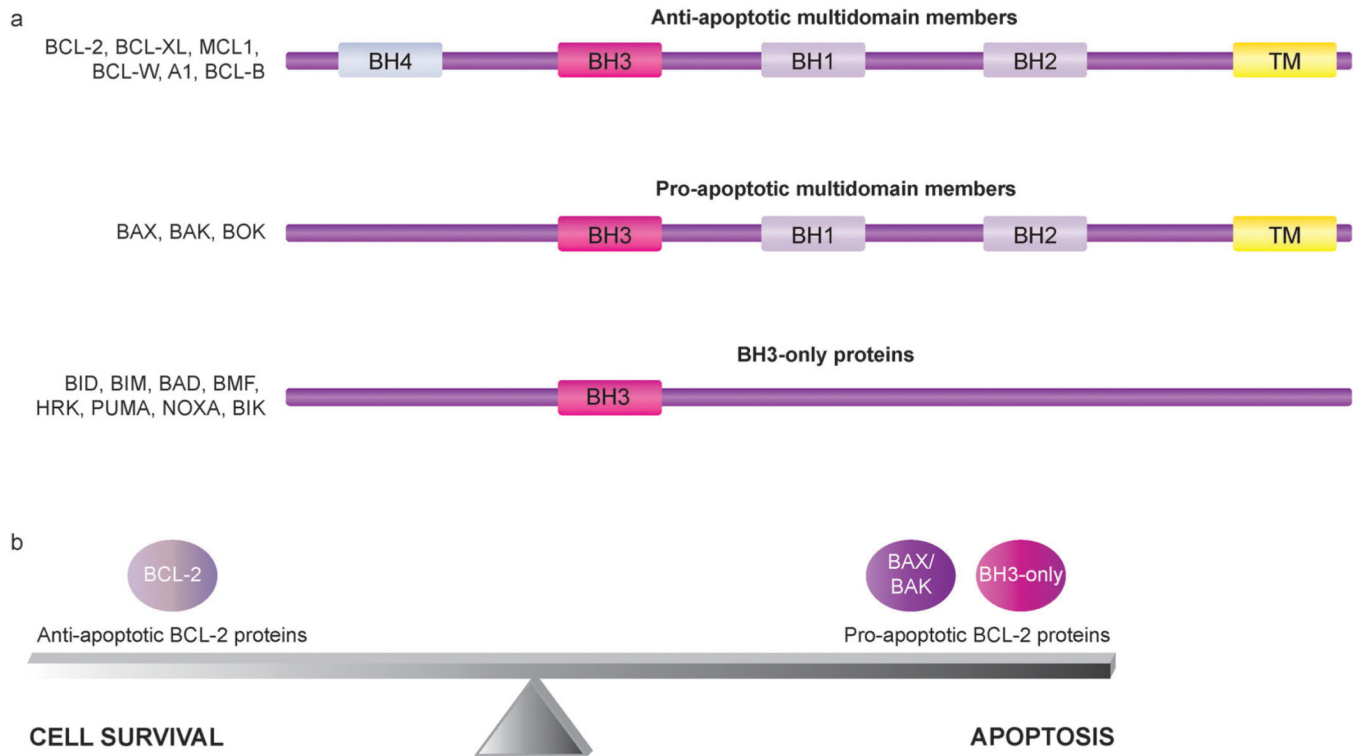 a
Anti-apoptotic multidomain members
BCL-2, BCL-XL, MCL1,
BCL-W, A1, BCL-B
BH4 BH3 BH1 BH2 TM
Pro-apoptotic multidomain members
BAX, BAK, BOK
BH3 BH1 BH2 TM
BH3-only proteins
BID, BIM, BAD, BMF,
HRK, PUMA, NOXA, BIK
BH3
b
BCL-2
BAX/
BAK
BH3-only
Anti-apoptotic BCL-2 proteins
Pro-apoptotic BCL-2 proteins
CELL SURVIVAL
APOPTOSIS